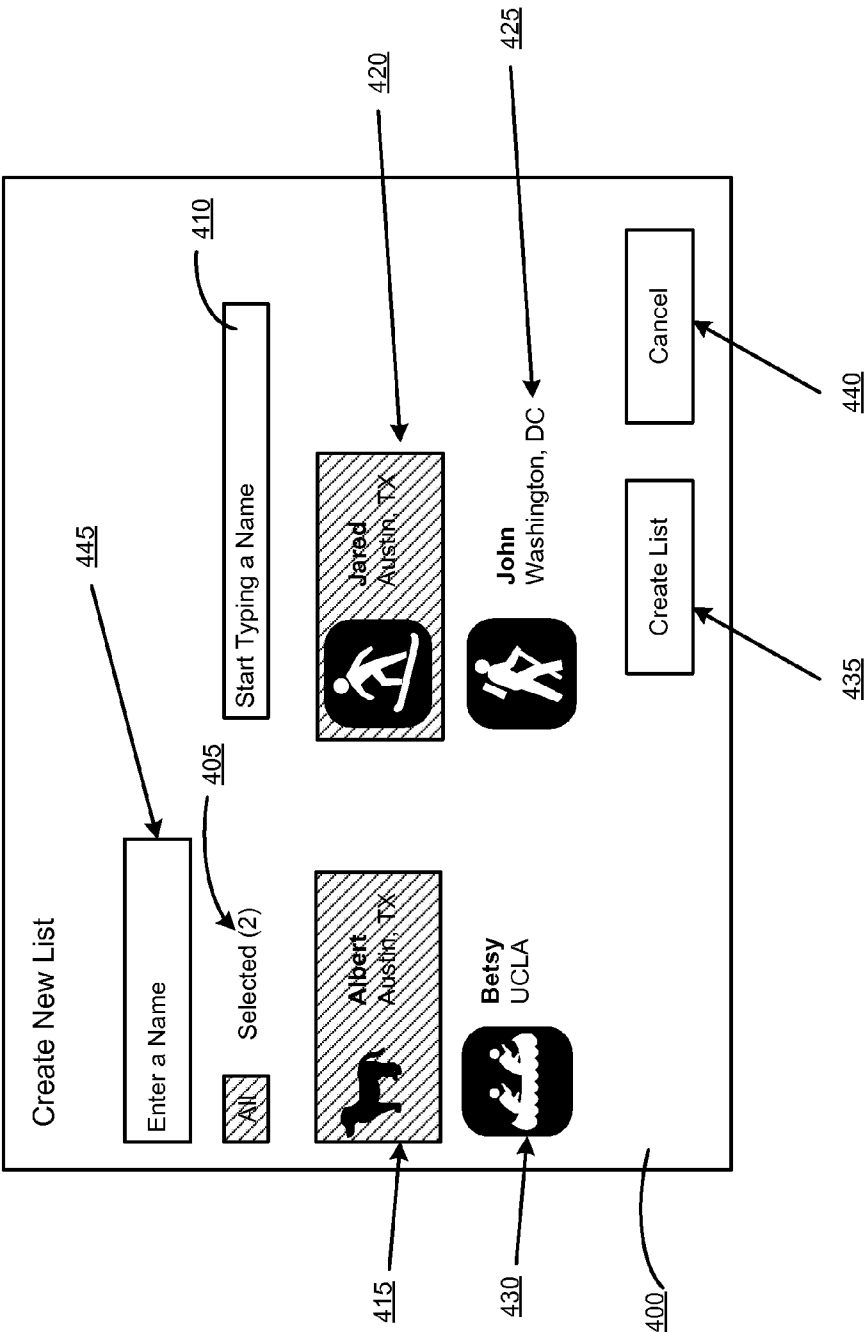 Create New List
445
Enter a Name
405
410
All
Selected (2)
Start Typing a Name
420
415
Albert
Austin, TX
Jared
Austin, TX
425
430
Betsy
UCLA
John
Washington, DC
Create List
Cancel
400
435
440